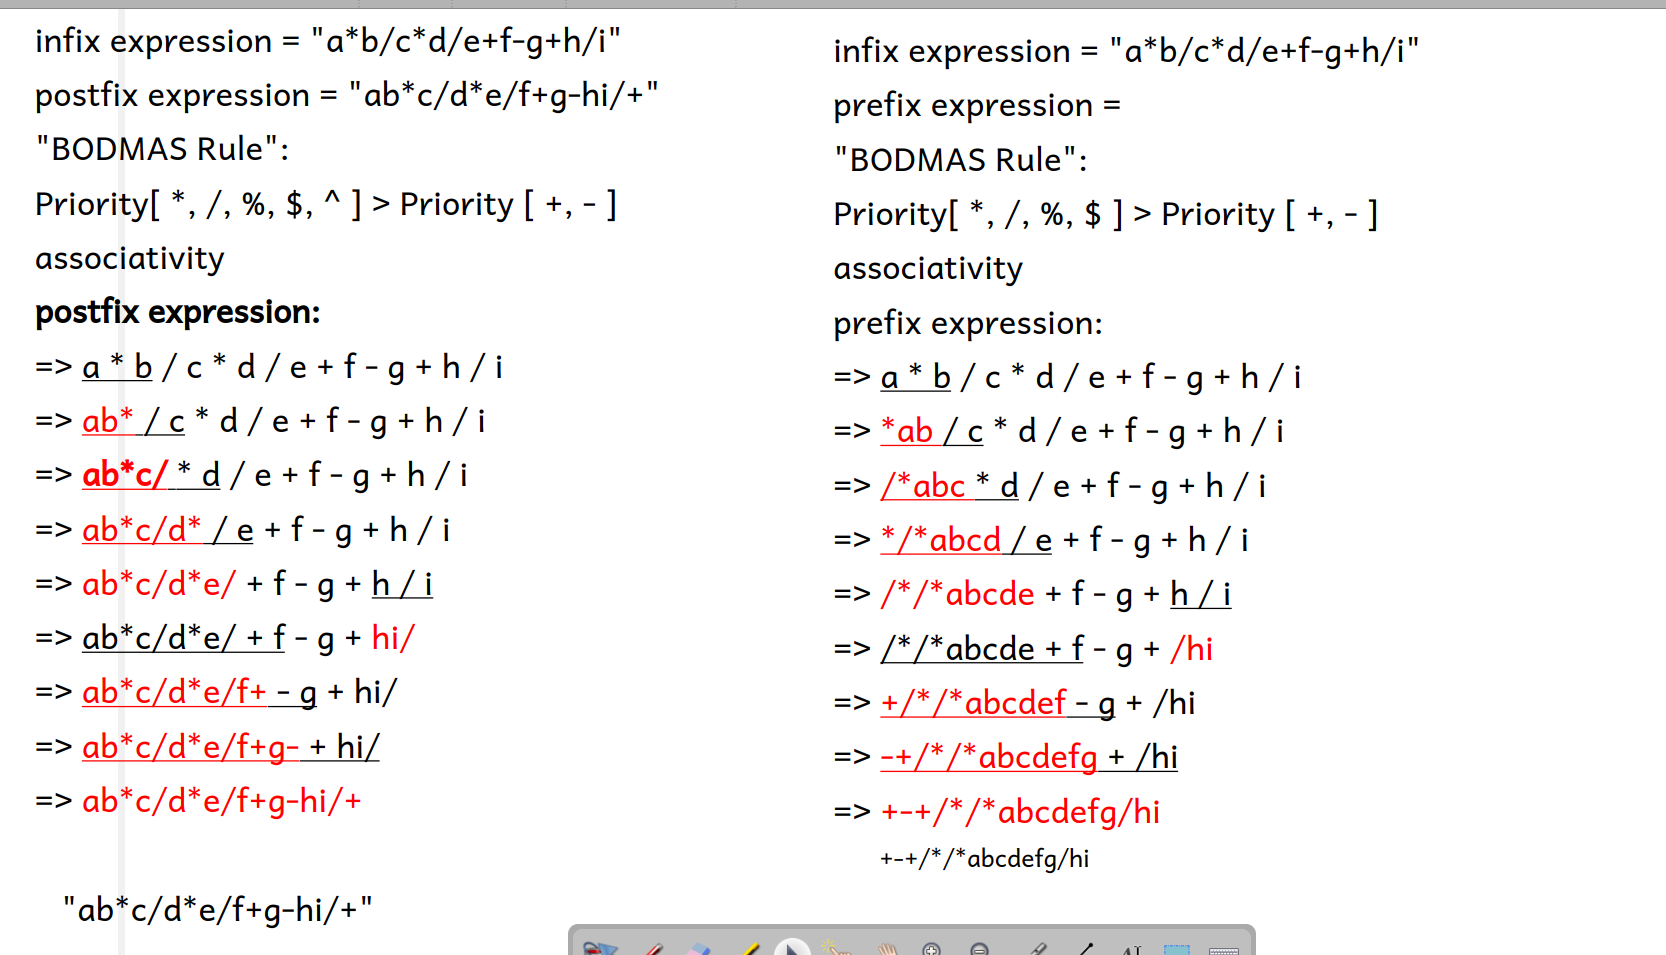 infix expression = "a*b/c*d/e+f-g+h/i"
postfix expression = "ab*c/d*e/f+g-hi/+"
"BODMAS Rule":
Priority[ *, /, %, $, ^ ] > Priority [ +, - ]
associativity
postfix expression:
=> a * b / c * d / e + f - g + h / i
=> ab* / c * d / e + f - g + h / i
=> ab*c/ * d / e + f - g + h / i
=> ab*c/d* / e + f - g + h / i
=> ab*c/d*e/ + f - g + h / i
=> ab*c/d*e/ + f - g + hi/
=> ab*c/d*e/f+ - g + hi/
=> ab*c/d*e/f+g- + hi/
=> ab*c/d*e/f+g-hi/+
"ab*c/d*e/f+g-hi/+"
infix expression = "a*b/c*d/e+f-g+h/i"
prefix expression =
"BODMAS Rule":
Priority[ *, /, %, $ ] > Priority [ +, - ]
associativity
prefix expression:
=> a * b / c * d / e + f - g + h / i
=> *ab / c * d / e + f - g + h / i
=> /*abc * d / e + f - g + h / i
=> */*abcd / e + f - g + h / i
=> /*/*abcde + f - g + h / i
=> /*/*abcde + f - g + /hi
=> +/*/*abcdef - g + /hi
=> -+/*/*abcdefg + /hi
=> +-+/*/*abcdefg/hi
+-+/*/*abcdefg/hi